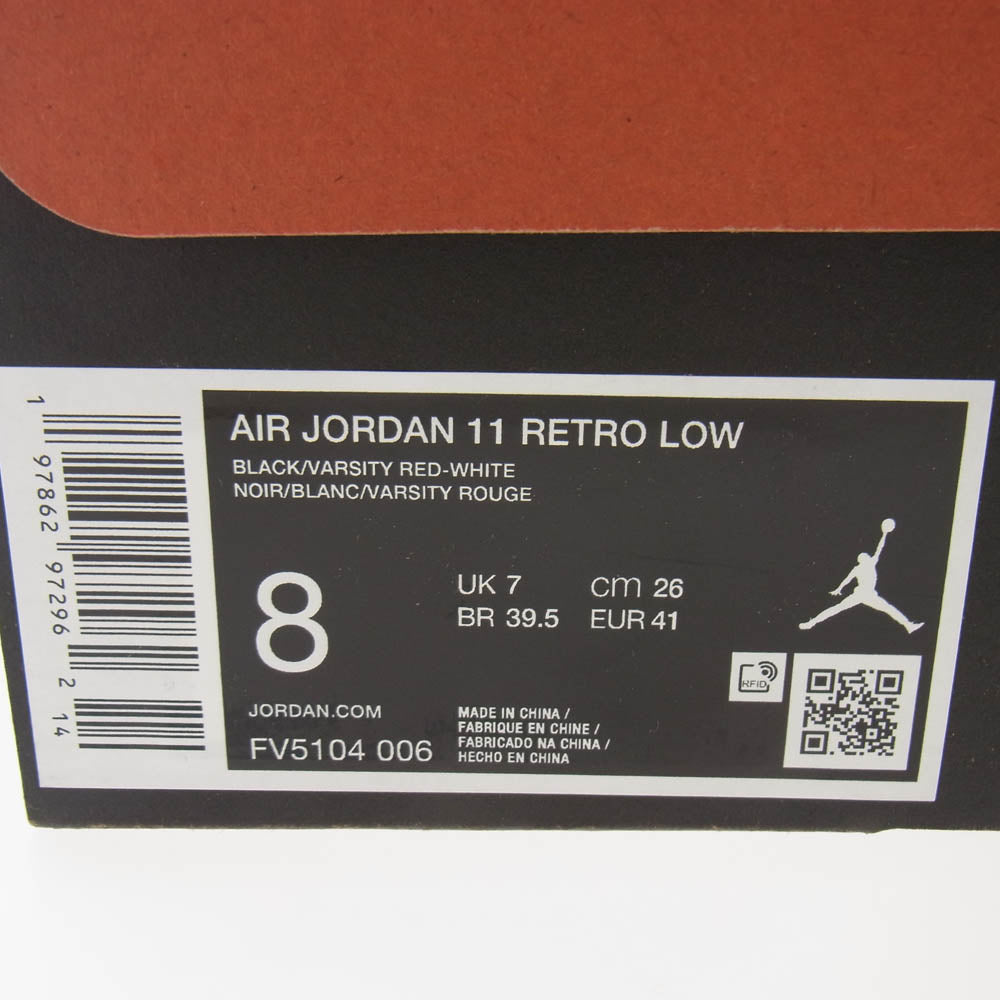 AIR JORDAN 11 RETRO LOW
BLACK/VARSITY RED-WHITE
NOIR/BLANC/VARSITY ROUGE
8
UK 7
cm 26
BR 39.5
EUR 41
RFID
JORDAN.COM
FV5104 006
MADE IN CHINA /
FABRIQUE EN CHINE /
FABRICADO NA CHINA /
HECHO EN CHINA
1 97862 97296 2 14